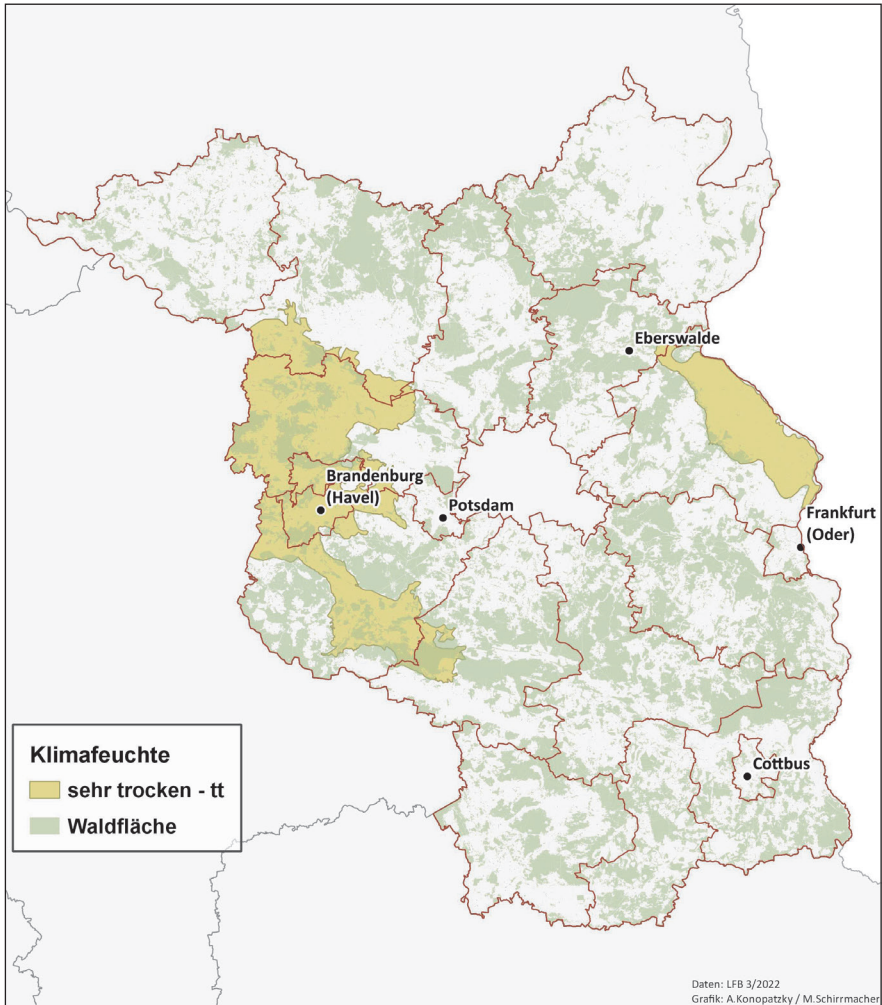 Eberswalde
Brandenburg
(Havel)
Potsdam
Frankfurt
(Oder)
Cottbus
Klimafeuchte
sehr trocken - tt
Waldfläche
Daten: LFB 3/2022
Grafik: A.Konopatzky / M.Schirrmacher